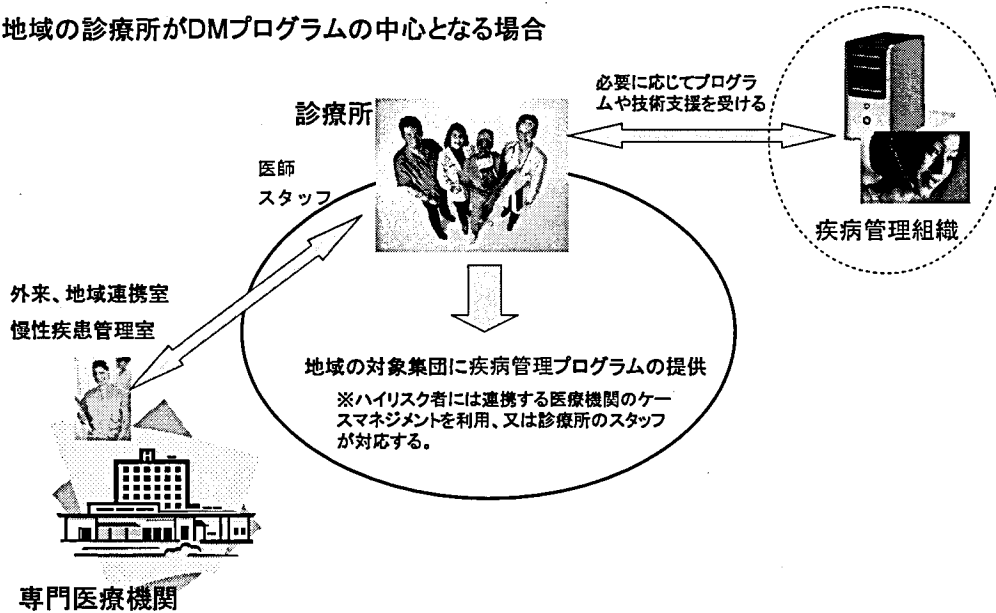 地域の診療所がDMプログラムの中心となる場合
必要に応じてプログラ
ムや技術支援を受ける
診療所
医師
スタッフ
疾病管理組織
外来、地域連携室
慢性疾患管理室
地域の対象集団に疾病管理プログラムの提供
※ハイリスク者には連携する医療機関のケー
スマネジメントを利用、又は診療所のスタッフ
が対応する。
H
専門医療機関